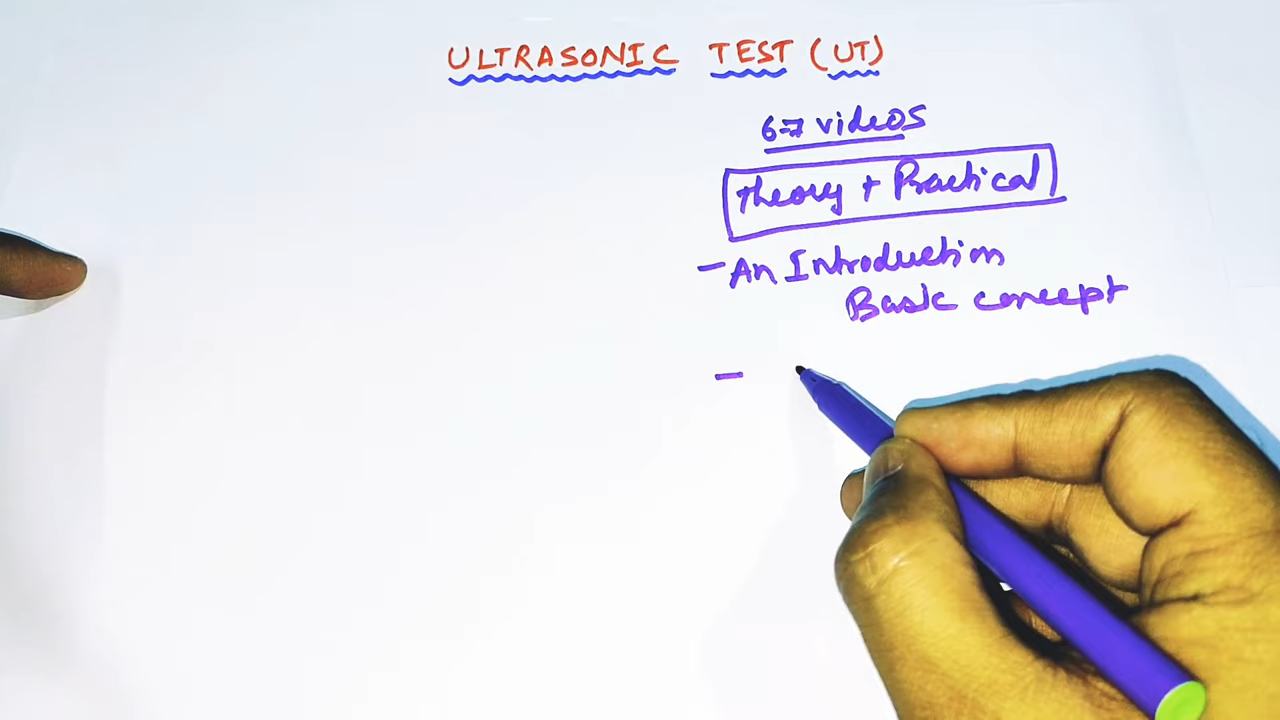 ULTRASONIC TEST (UT)
6-7 videos
Theory + Practical
- An Introduction
Basic concept
-